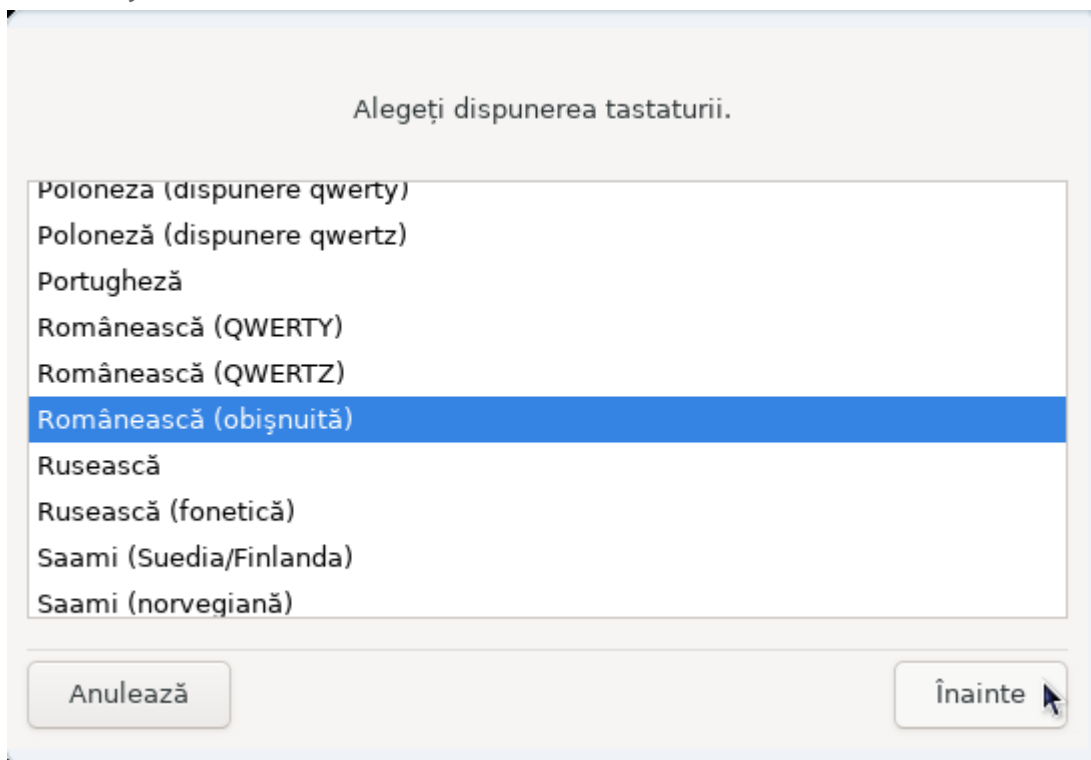 Alegeți dispunerea tastaturii.
Poloneză (dispunere qwerty)
Poloneză (dispunere qwertz)
Portugheză
Românească (QWERTY)
Românească (QWERTZ)
Românească (obişnuită)
Rusească
Rusească (fonetică)
Saami (Suedia/Finlanda)
Saami (norvegiană)
Anulează
Înainte